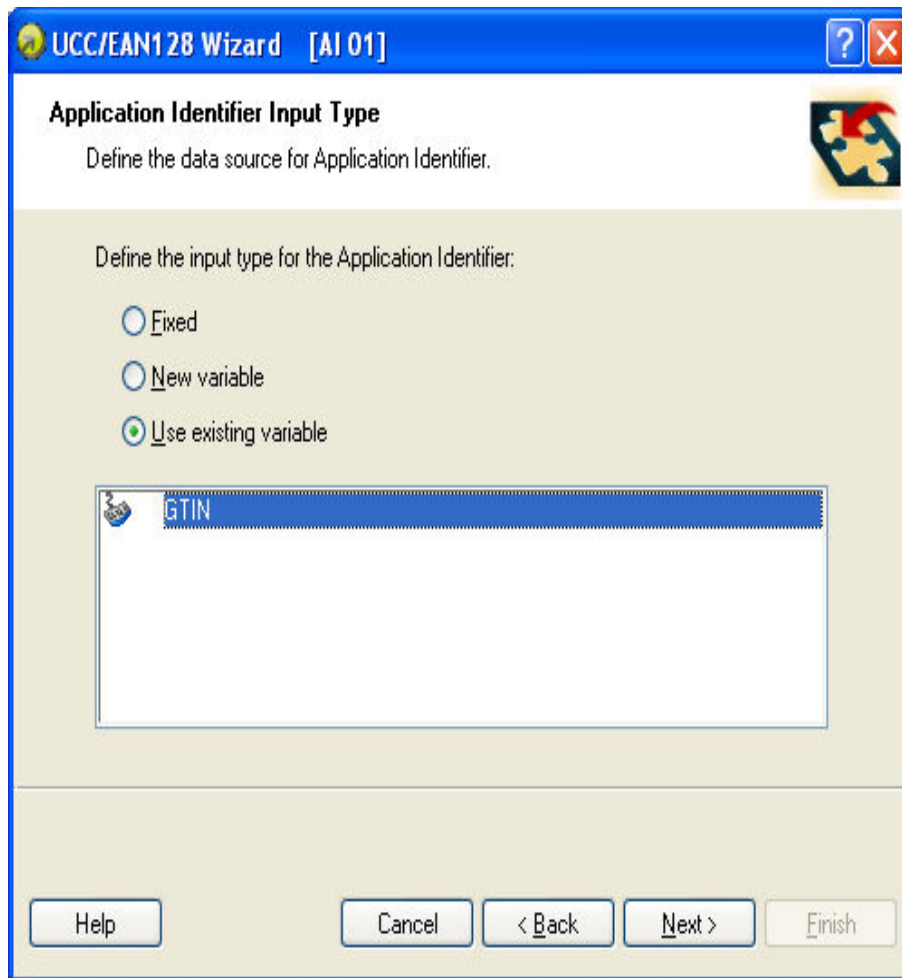 UCC/EAN128 Wizard [AI 01]
Application Identifier Input Type
Define the data source for Application Identifier.
Define the input type for the Application Identifier:
Fixed
New variable
Use existing variable
GTIN
Help Cancel < Back Next > Finish